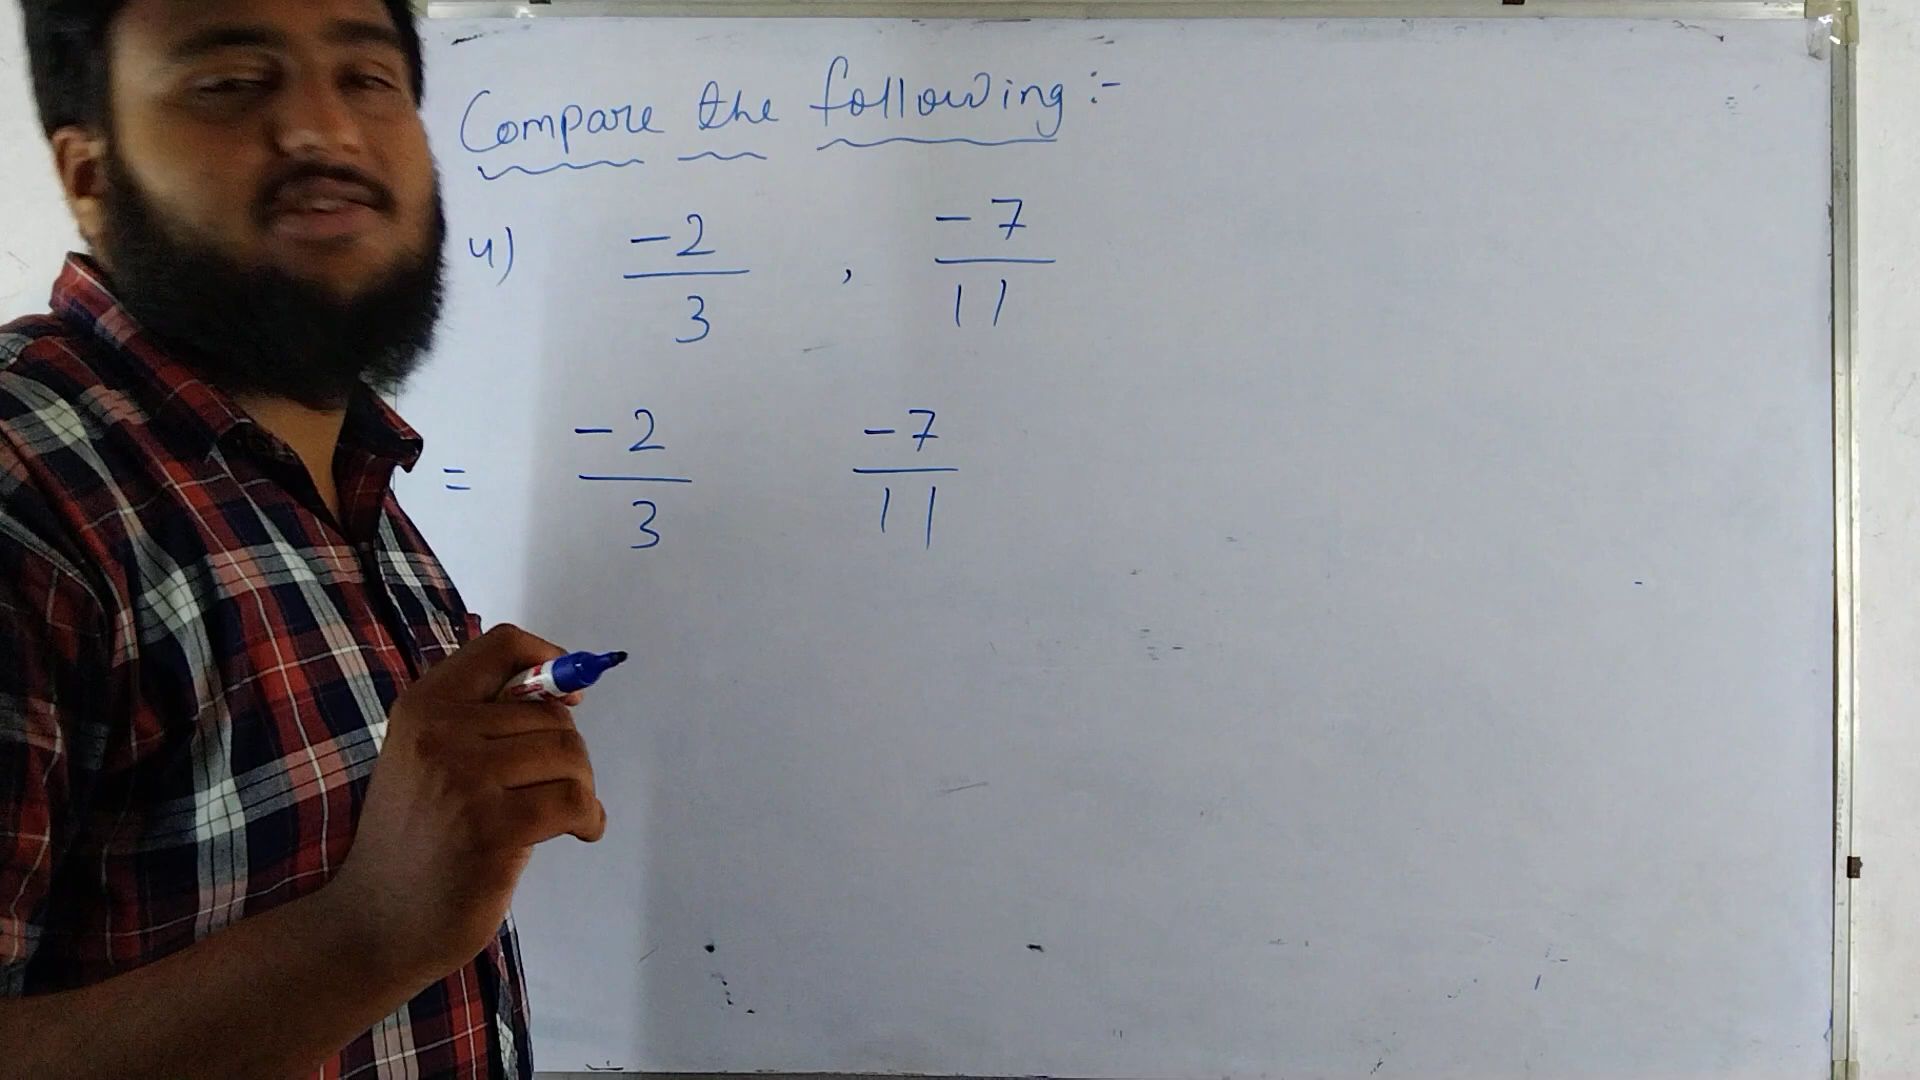 Compare the following :-
4) -2/3 , -7/11
= -2/3 -7/11